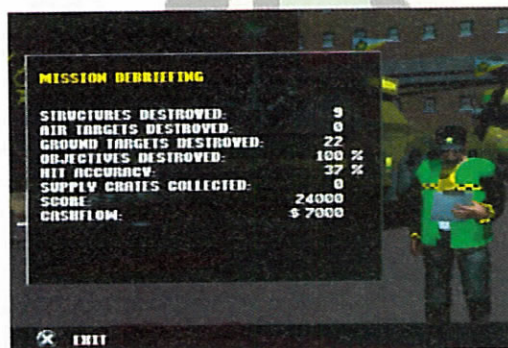 MISSION DEBRIEFING
STRUCTURES DESTROYED: 9
AIR TARGETS DESTROYED: 0
GROUND TARGETS DESTROYED: 22
OBJECTIVES DESTROYED: 100 %
HIT ACCURACY: 37 %
SUPPLY CRATES COLLECTED: 0
SCORE: 24000
CASHFLOW: $ 7000
EXIT